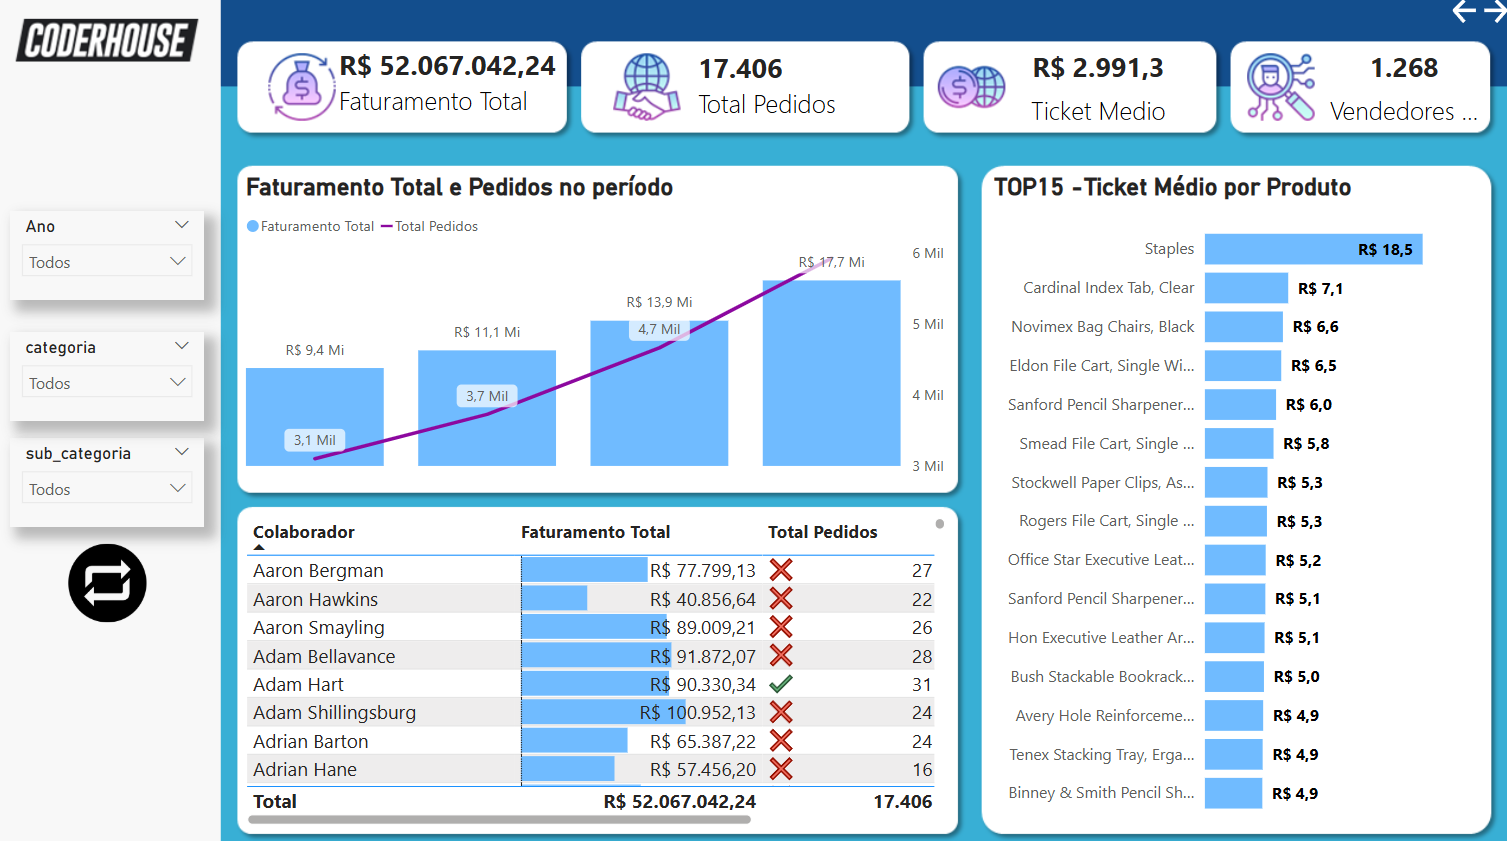 CODERHOUSE
R$ 52.067.042,24
Faturamento Total
17.406
Total Pedidos
R$ 2.991,3
Ticket Medio
1.268
Vendedores ...
Ano
Todos
categoria
Todos
sub_categoria
Todos
Faturamento Total e Pedidos no período
Faturamento Total Total Pedidos
R$ 9,4 Mi
R$ 11,1 Mi
R$ 13,9 Mi
R$ 17,7 Mi
3,1 Mil
3,7 Mil
4,7 Mil
6 Mil
5 Mil
4 Mil
3 Mil
Colaborador Faturamento Total Total Pedidos
Aaron Bergman R$ 77.799,13 27
Aaron Hawkins R$ 40.856,64 22
Aaron Smayling R$ 89.009,21 26
Adam Bellavance R$ 91.872,07 28
Adam Hart R$ 90.330,34 31
Adam Shillingsburg R$ 100.952,13 24
Adrian Barton R$ 65.387,22 24
Adrian Hane R$ 57.456,20 16
Total R$ 52.067.042,24 17.406
TOP15 -Ticket Médio por Produto
Staples R$ 18,5
Cardinal Index Tab, Clear R$ 7,1
Novimex Bag Chairs, Black R$ 6,6
Eldon File Cart, Single Wi... R$ 6,5
Sanford Pencil Sharpener... R$ 6,0
Smead File Cart, Single ... R$ 5,8
Stockwell Paper Clips, As... R$ 5,3
Rogers File Cart, Single ... R$ 5,3
Office Star Executive Leat... R$ 5,2
Sanford Pencil Sharpener... R$ 5,1
Hon Executive Leather Ar... R$ 5,1
Bush Stackable Bookrack... R$ 5,0
Avery Hole Reinforceme... R$ 4,9
Tenex Stacking Tray, Erga... R$ 4,9
Binney & Smith Pencil Sh... R$ 4,9